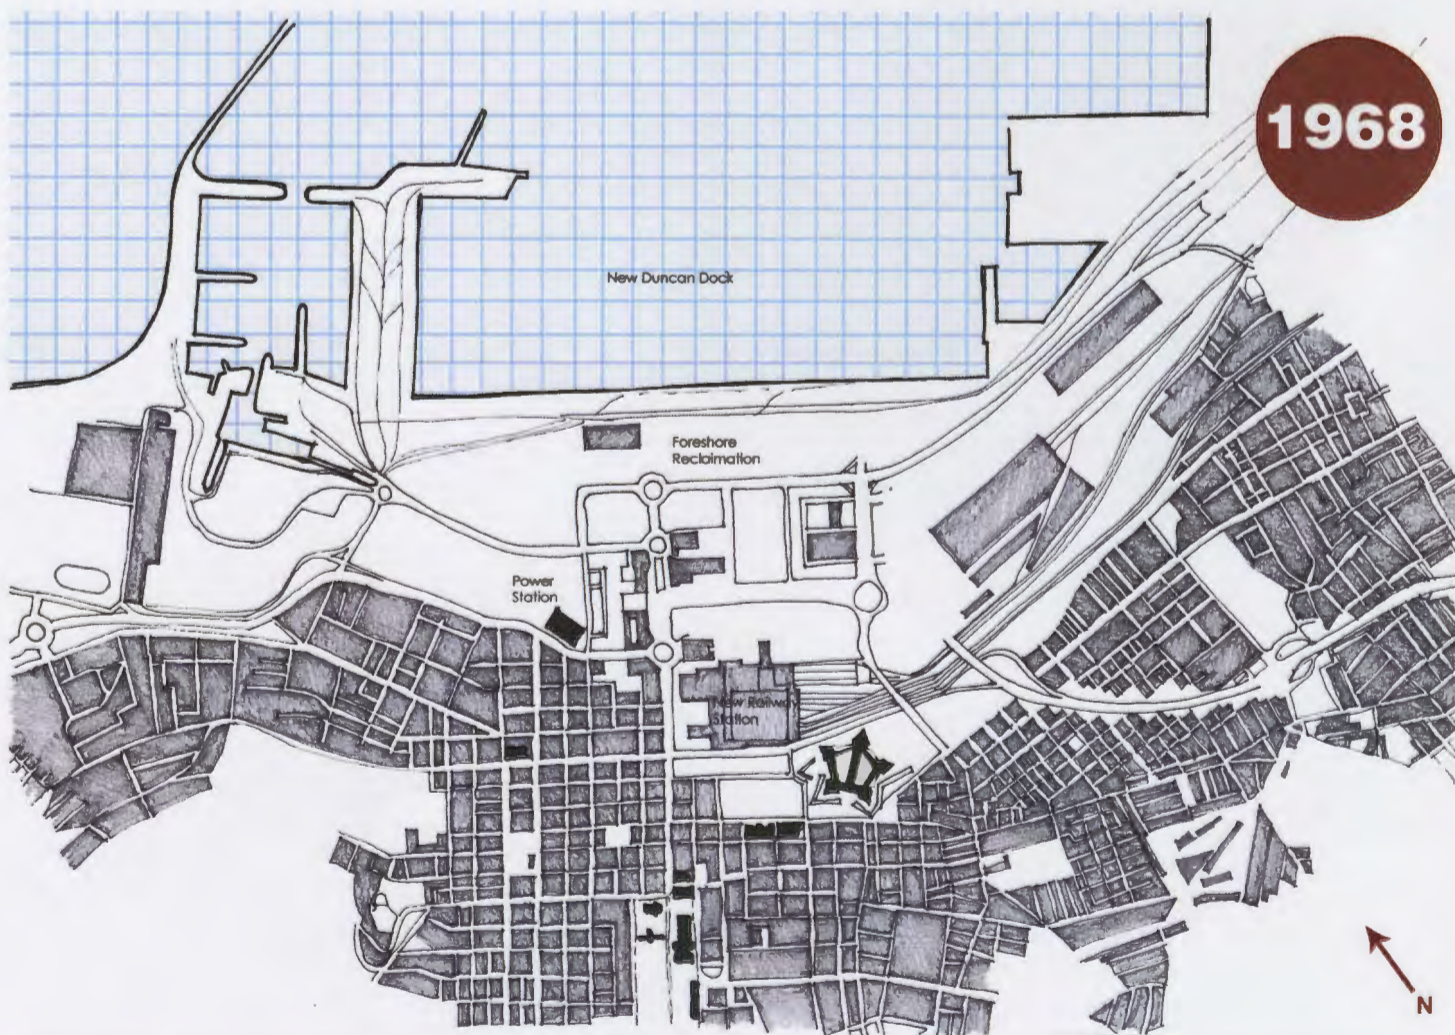 1968
New Duncan Dock
Foreshore
Reclaimation
Power
Station
New Railway
Station
N